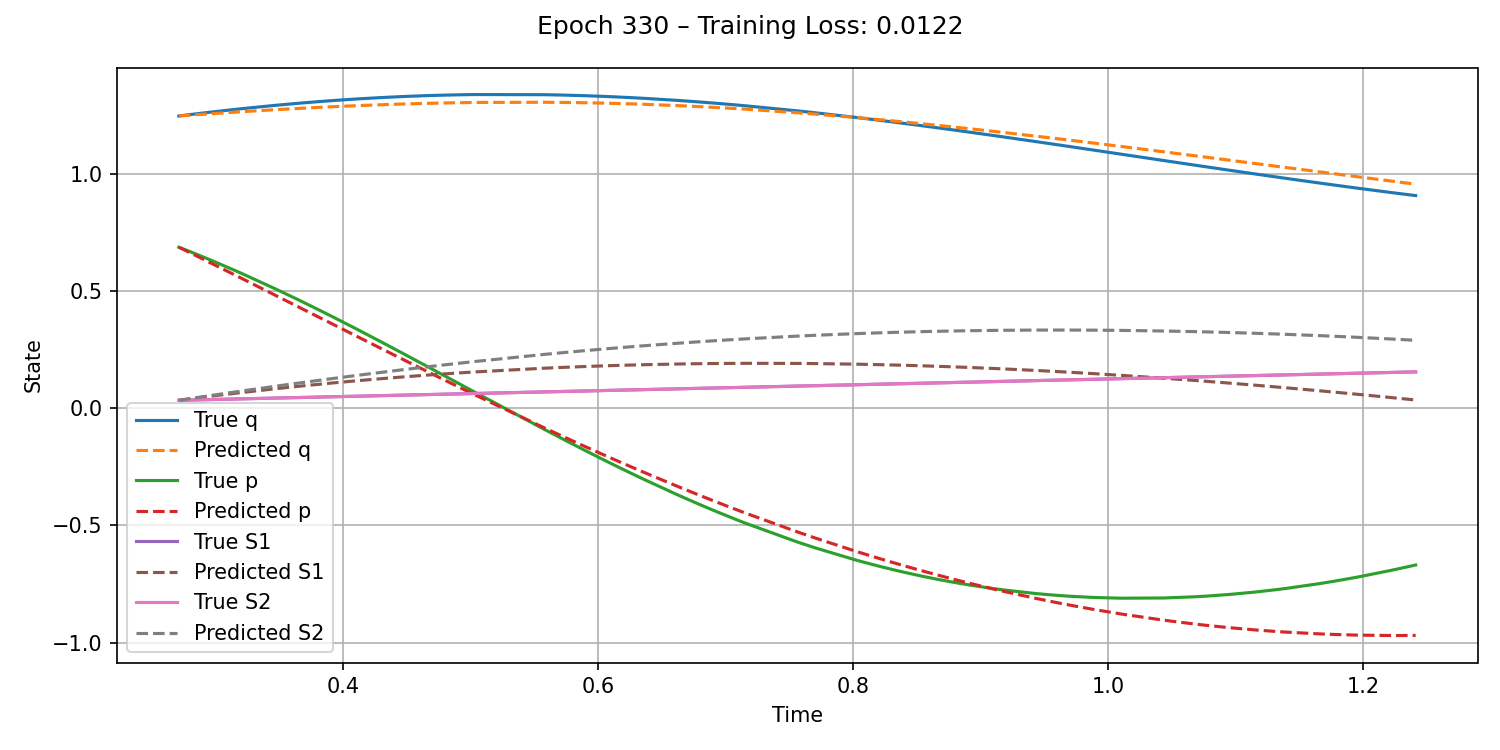 Epoch 330 – Training Loss: 0.0122
1.0
0.5
0.0
−0.5
−1.0
State
True q
Predicted q
True p
Predicted p
True S1
Predicted S1
True S2
Predicted S2
0.4
0.6
0.8
1.0
1.2
Time